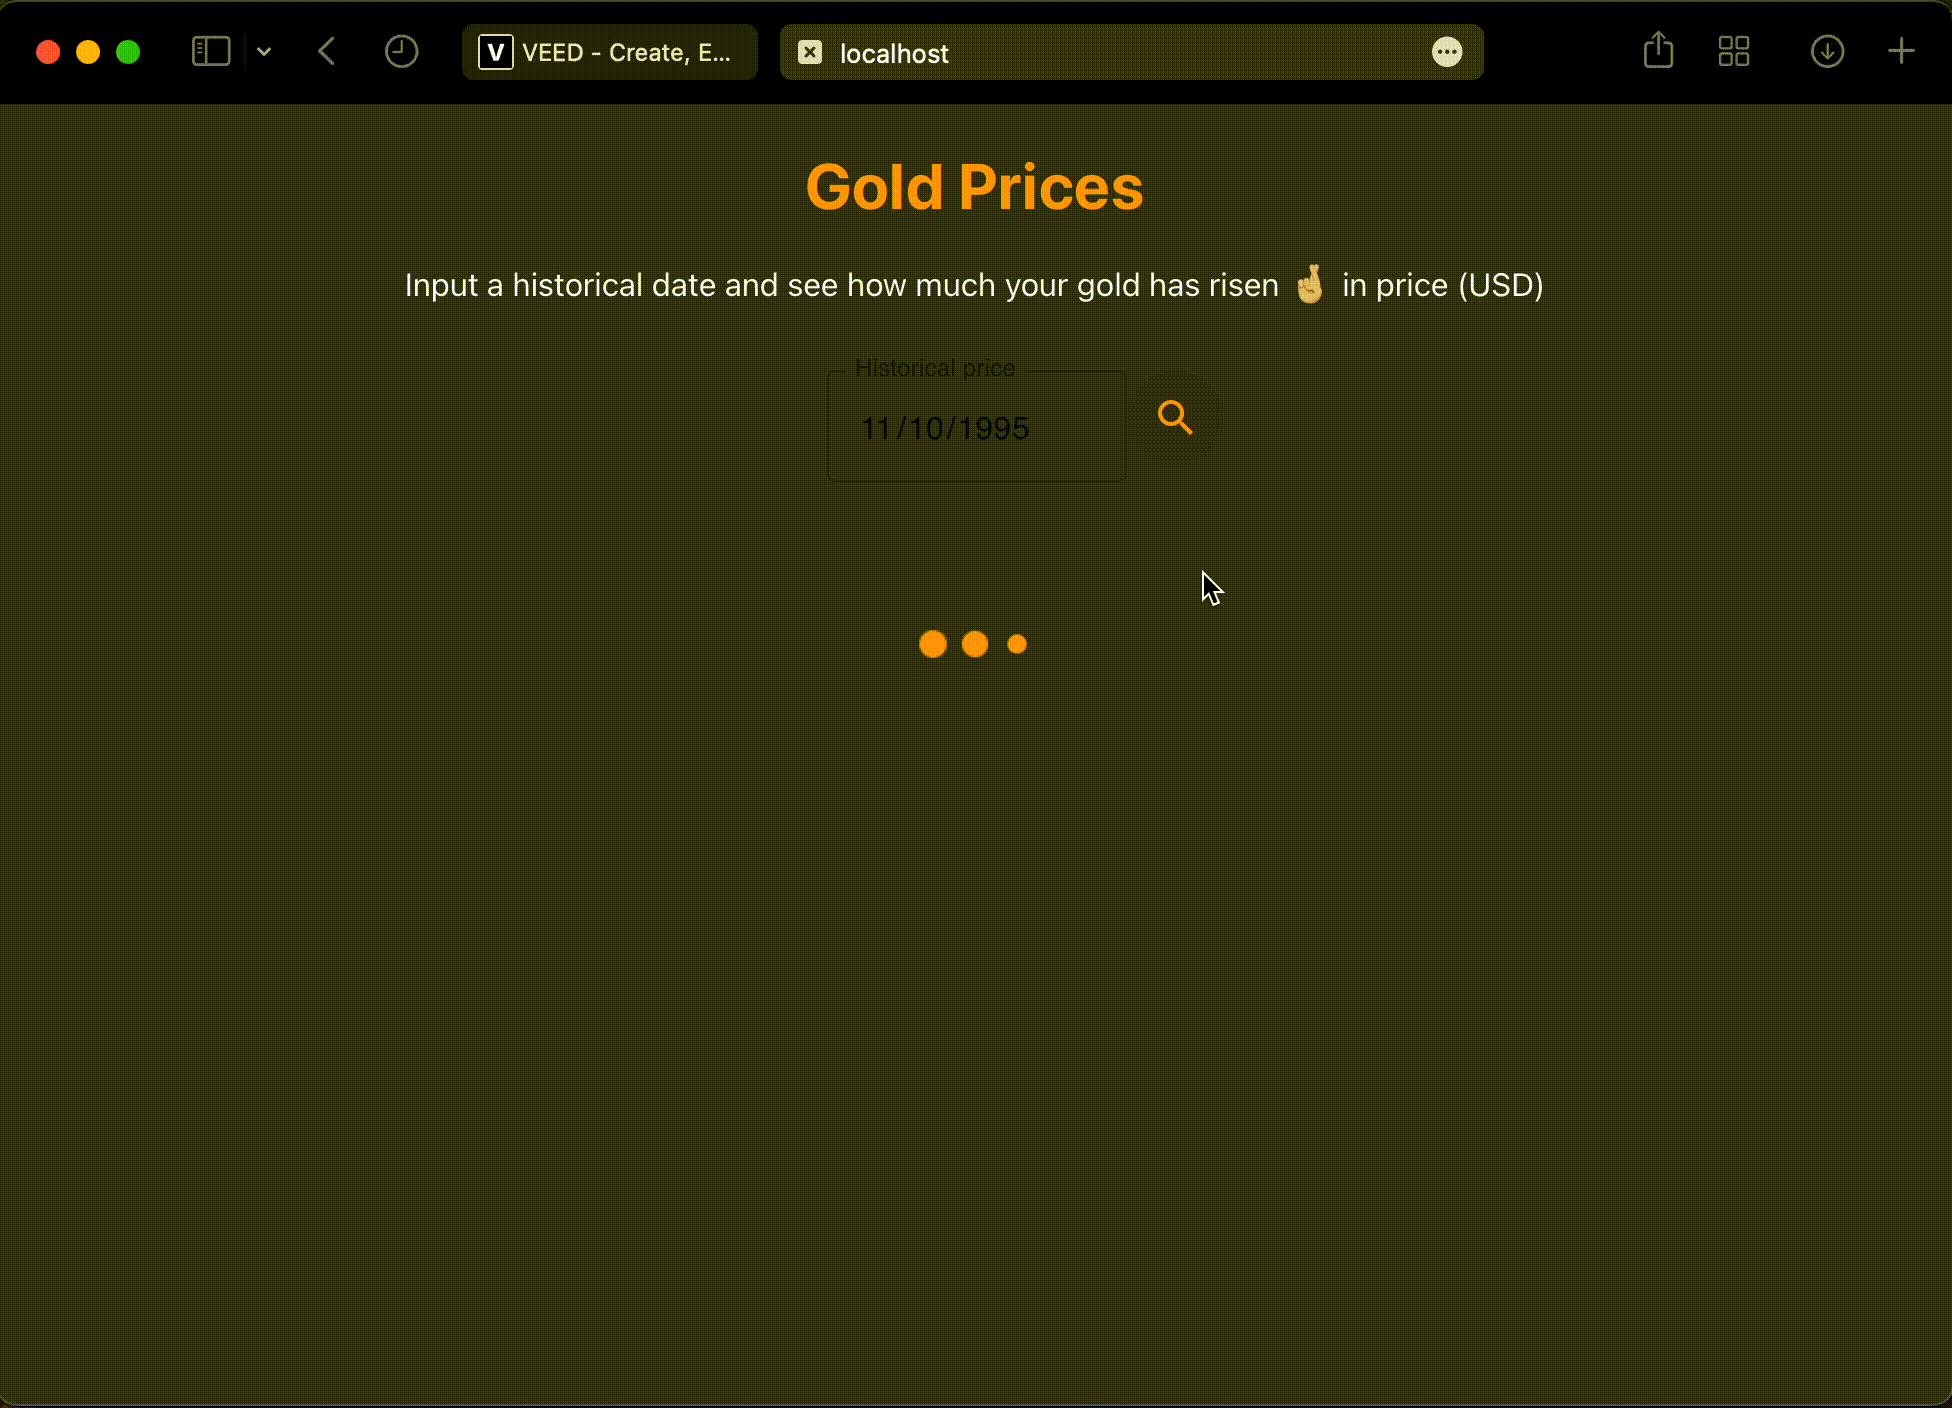 V VEED - Create, E...
localhost
Gold Prices
Input a historical date and see how much your gold has risen 🤞 in price (USD)
Historical price
11/10/1995